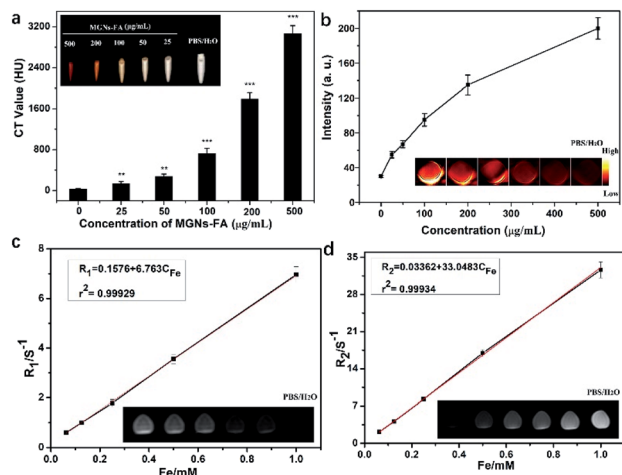 a
MGNs-FA (μg/mL)
500 200 100 50 25 PBS/H2O
3200
2400
1600
800
0
CT Value (HU)
** ** *** *** ***
0 25 50 100 200 500
Concentration of MGNs-FA (μg/mL)
b
200
160
120
80
40
0
Intensity (a. u.)
PBS/H2O
High
Low
0 100 200 300 400 500
Concentration (μg/mL)
c
R1=0.1576+6.763CFe
r2= 0.99929
8
6
4
2
0
R1/S-1
PBS/H2O
0.0 0.2 0.4 0.6 0.8 1.0
Fe/mM
d
R2=0.03362+33.0483CFe
r2= 0.99934
35
28
21
14
7
0
R2/S-1
PBS/H2O
0.0 0.2 0.4 0.6 0.8 1.0
Fe/mM